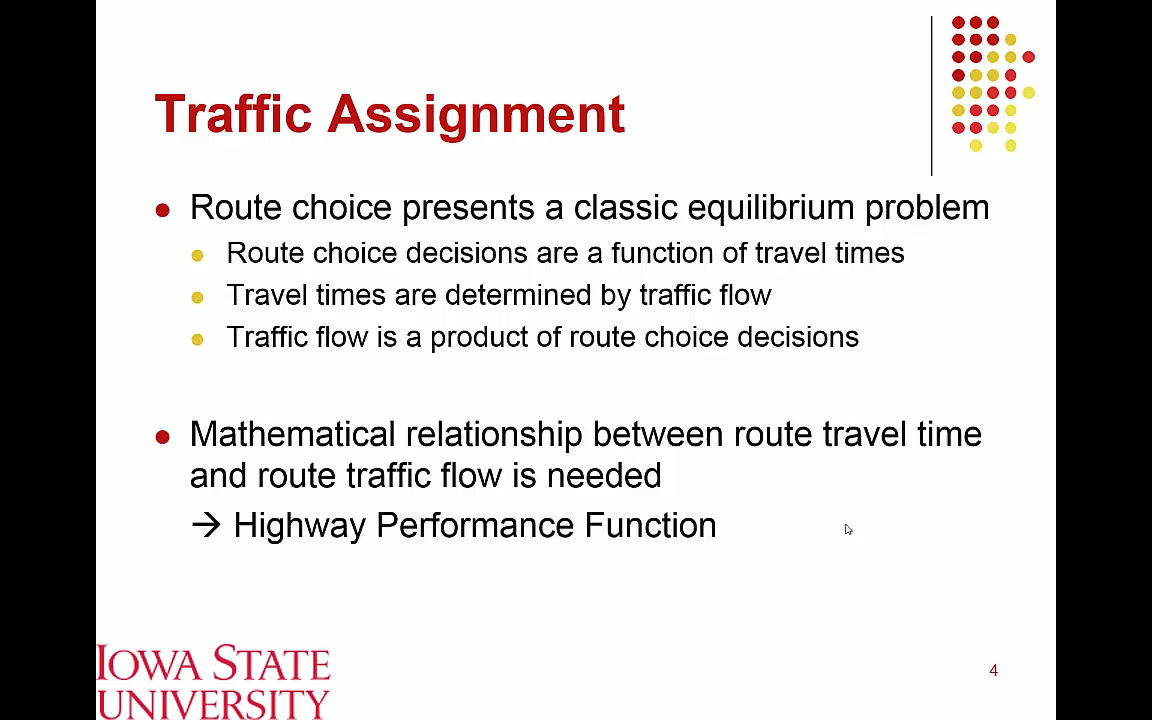 Traffic Assignment
Route choice presents a classic equilibrium problem
Route choice decisions are a function of travel times
Travel times are determined by traffic flow
Traffic flow is a product of route choice decisions
Mathematical relationship between route travel time
and route traffic flow is needed
→ Highway Performance Function
IOWA STATE
UNIVERSITY
4